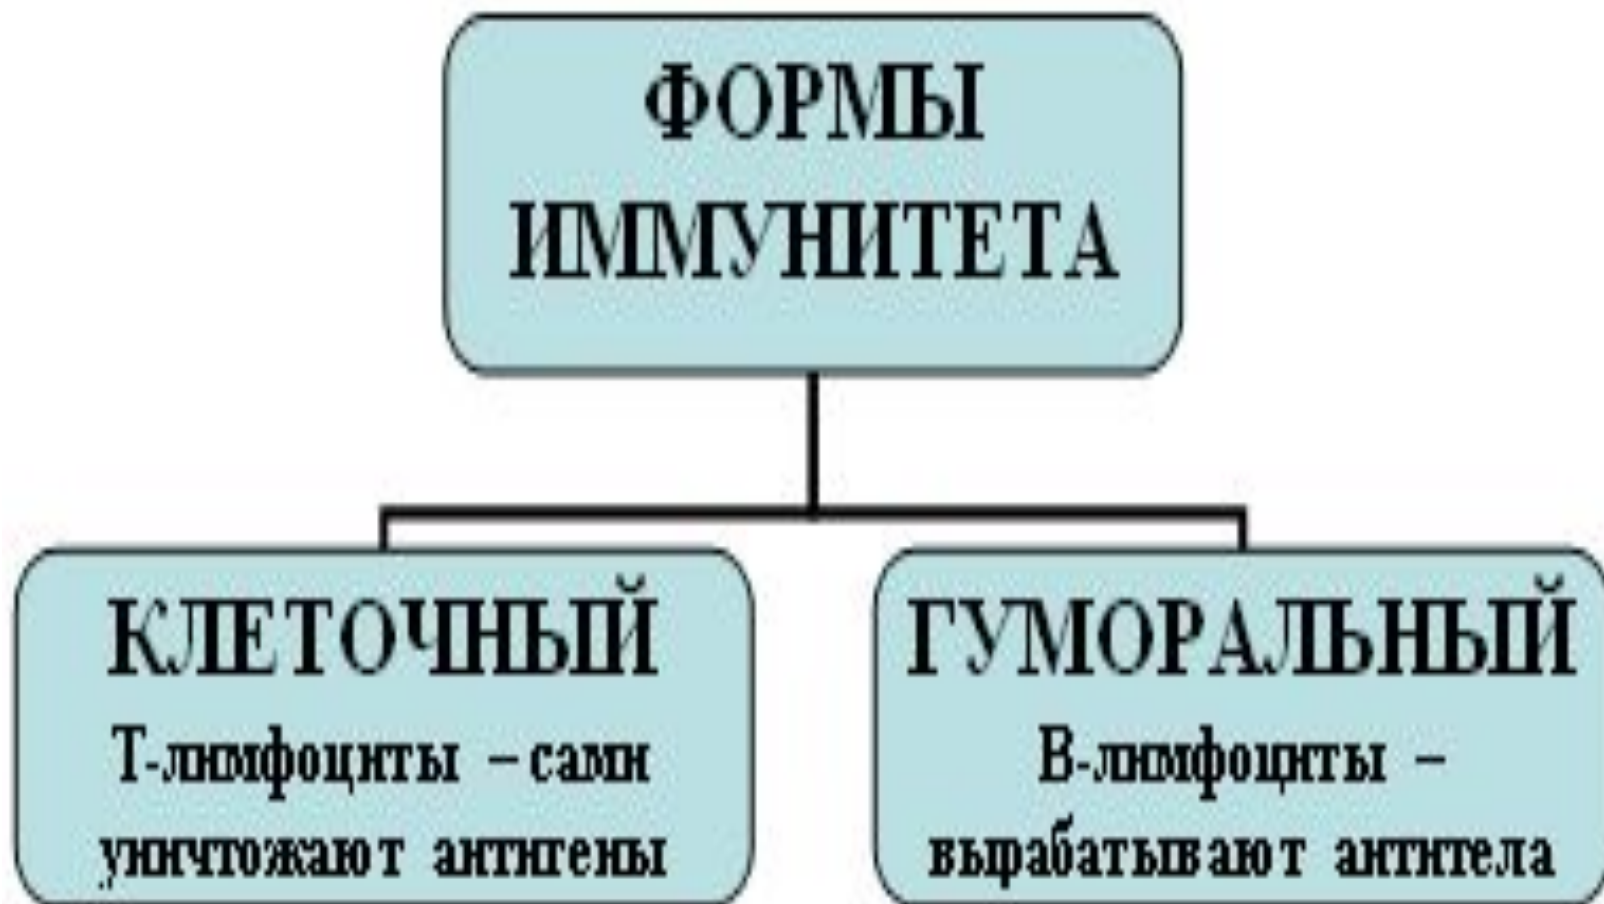 ФОРМЫ
ИММУНИТЕТА
КЛЕТОЧНЫЙ
Т-лимфоциты – сами
уничтожают антигены
ГУМОРАЛЬНЫЙ
В-лимфоциты –
вырабатывают антитела